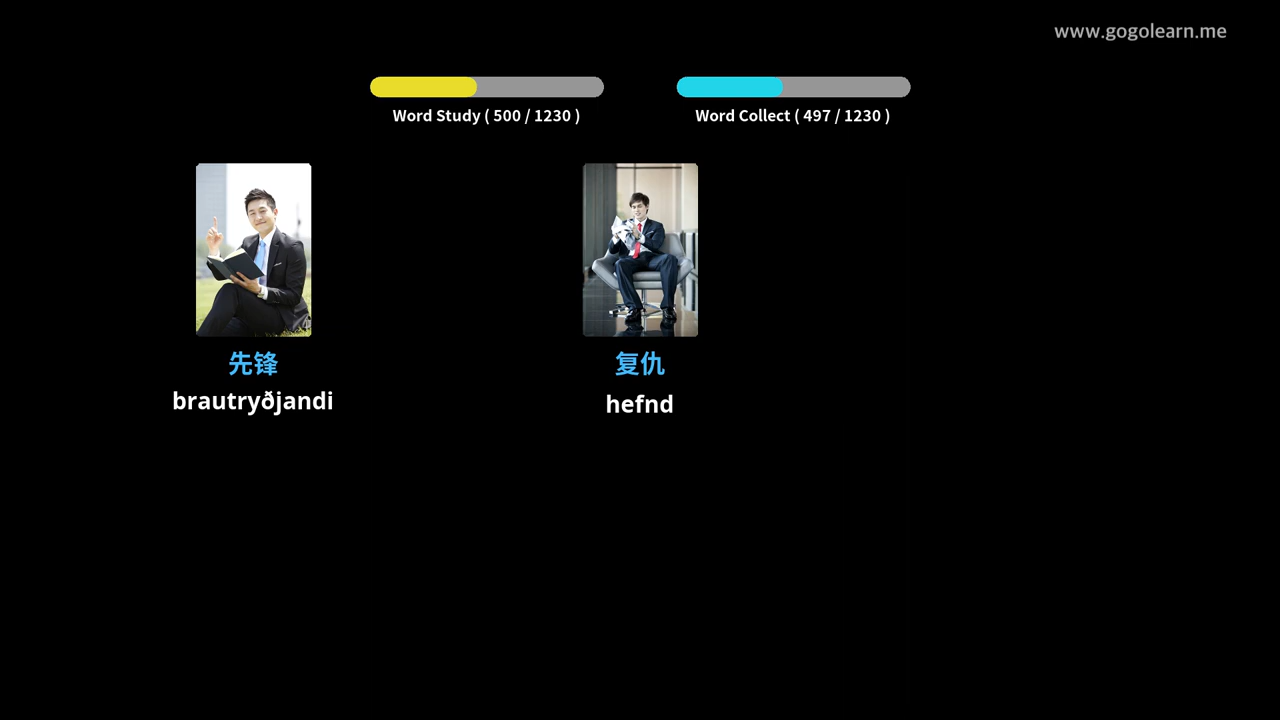 www.gogolearn.me
Word Study ( 500 / 1230 )
Word Collect ( 497 / 1230 )
先锋
brautryðjandi
复仇
hefnd